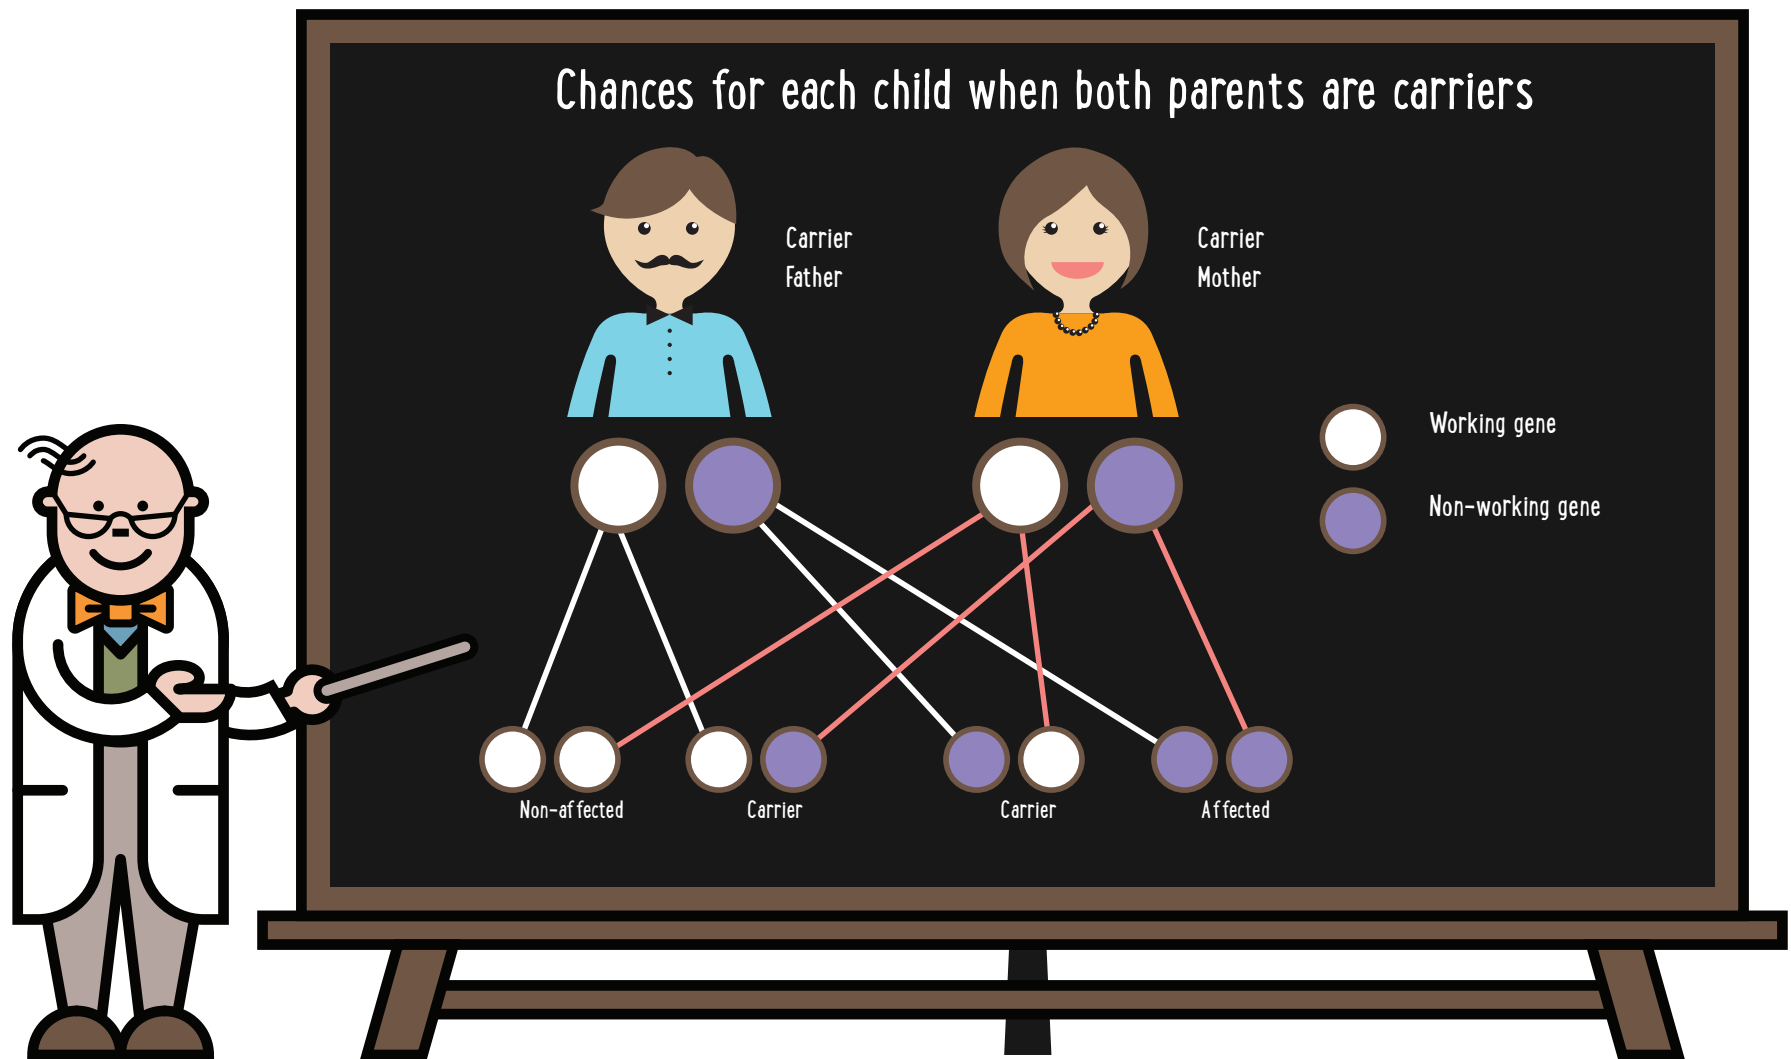 Chances for each child when both parents are carriers
Carrier
Father
Carrier
Mother
Working gene
Non-working gene
Non-affected
Carrier
Carrier
Affected